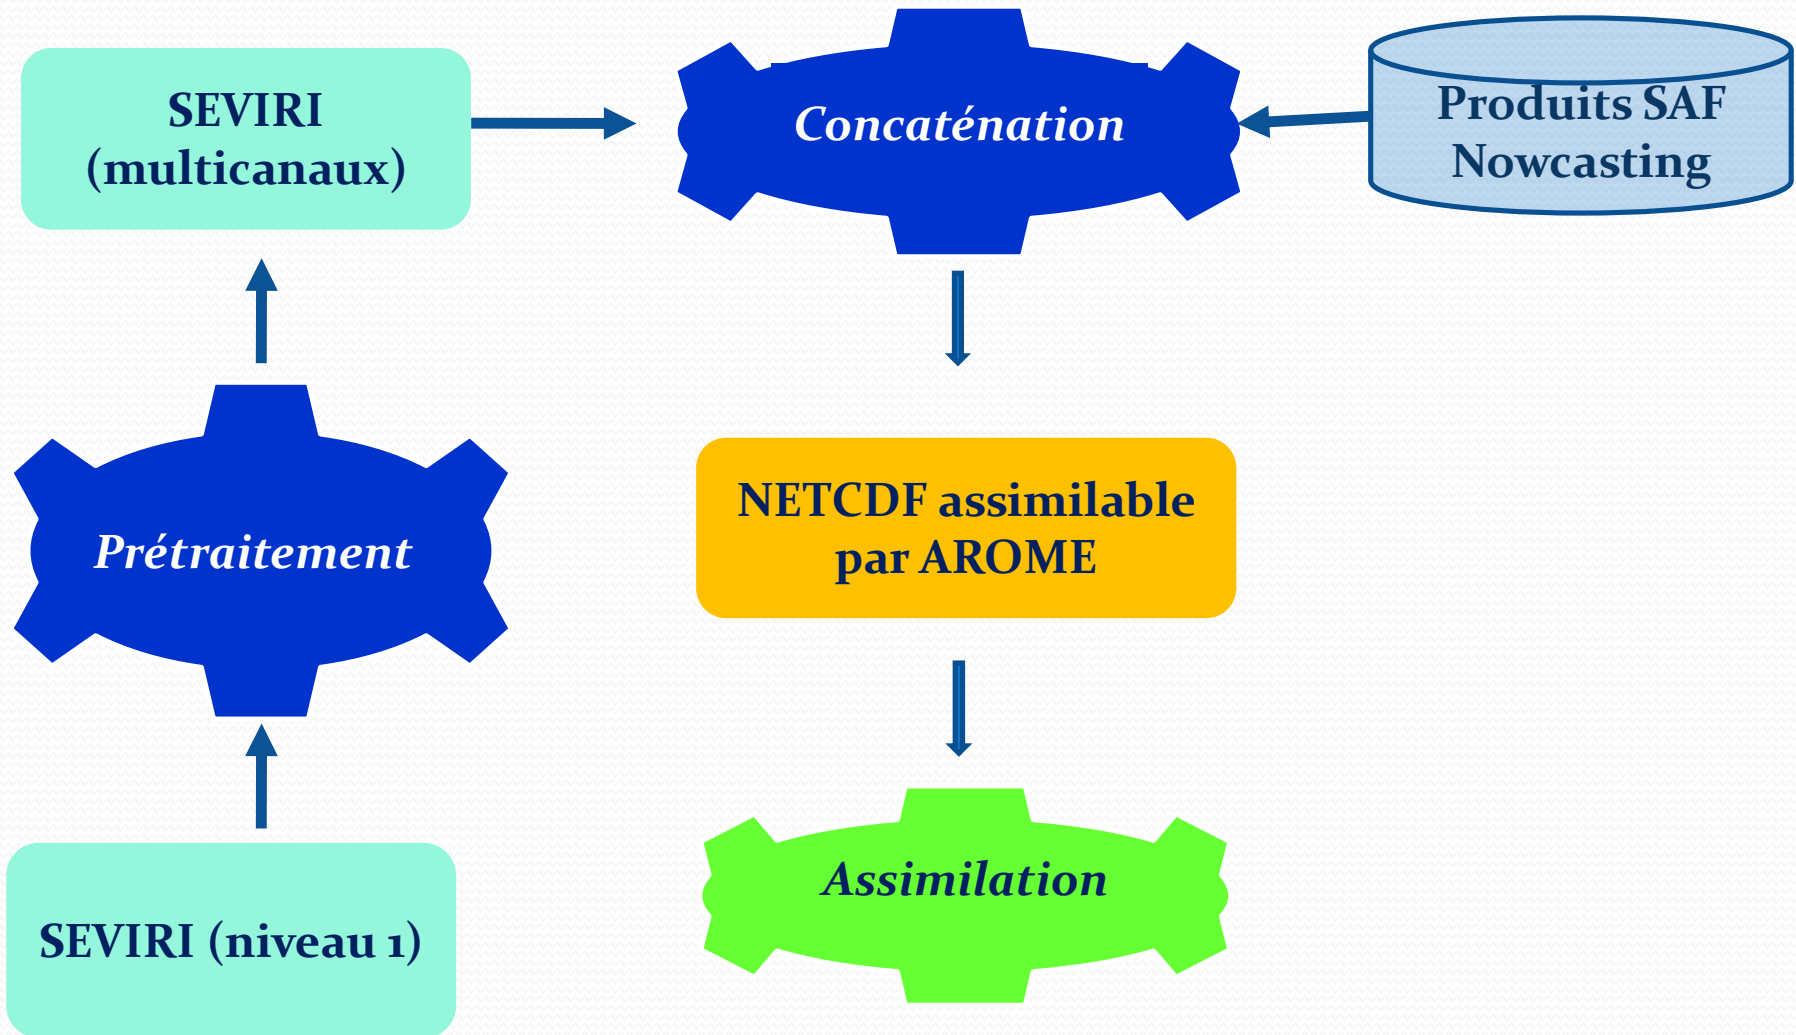 SEVIRI
(multicanaux)
Concaténation
Produits SAF
Nowcasting
Prétraitement
NETCDF assimilable
par AROME
Assimilation
SEVIRI (niveau 1)